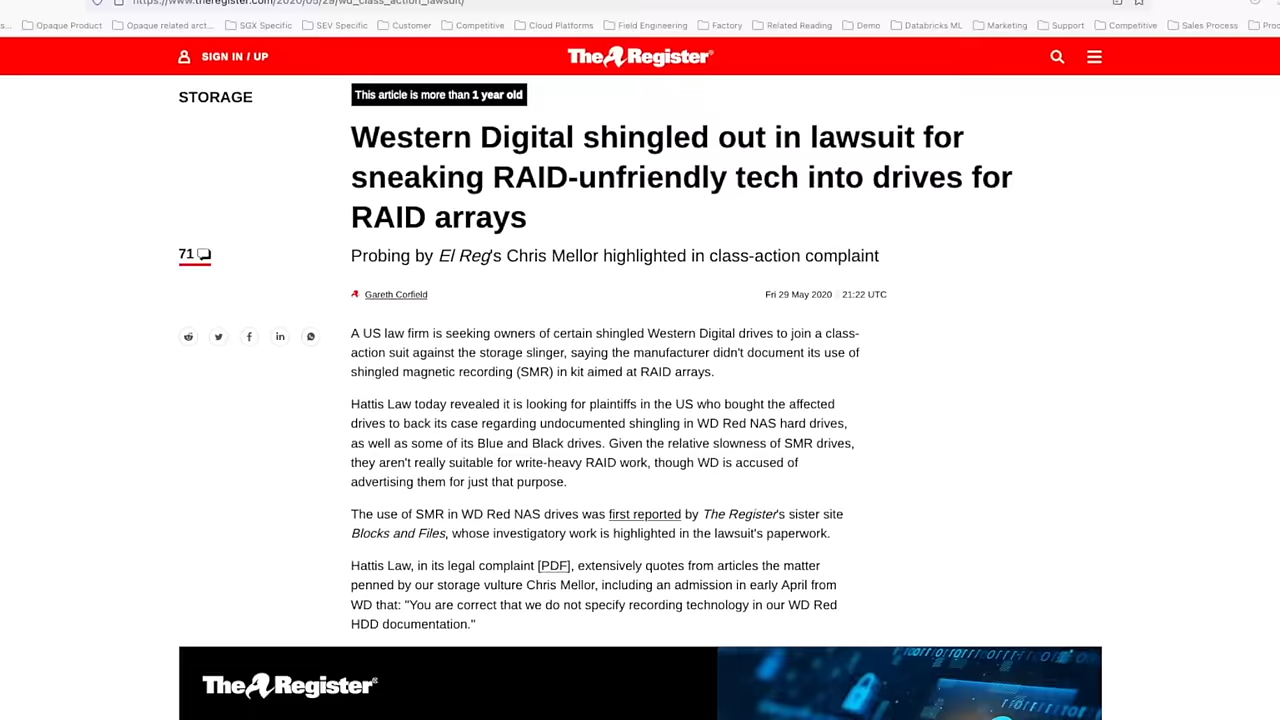 https://www.theregister.com/2020/05/29/wd_class_action_lawsuit/
Opaque Product
Opaque related arct...
SGX Specific
SEV Specific
Customer
Competitive
Cloud Platforms
Field Engineering
Factory
Related Reading
Demo
Databricks ML
Marketing
Support
Competitive
Sales Process
SIGN IN / UP
The Register
STORAGE
This article is more than 1 year old
Western Digital shingled out in lawsuit for
sneaking RAID-unfriendly tech into drives for
RAID arrays
71
Probing by El Reg's Chris Mellor highlighted in class-action complaint
Gareth Corfield
Fri 29 May 2020 21:22 UTC
A US law firm is seeking owners of certain shingled Western Digital drives to join a class-
action suit against the storage slinger, saying the manufacturer didn't document its use of
shingled magnetic recording (SMR) in kit aimed at RAID arrays.
Hattis Law today revealed it is looking for plaintiffs in the US who bought the affected
drives to back its case regarding undocumented shingling in WD Red NAS hard drives,
as well as some of its Blue and Black drives. Given the relative slowness of SMR drives,
they aren't really suitable for write-heavy RAID work, though WD is accused of
advertising them for just that purpose.
The use of SMR in WD Red NAS drives was first reported by The Register's sister site
Blocks and Files, whose investigatory work is highlighted in the lawsuit's paperwork.
Hattis Law, in its legal complaint [PDF], extensively quotes from articles the matter
penned by our storage vulture Chris Mellor, including an admission in early April from
WD that: "You are correct that we do not specify recording technology in our WD Red
HDD documentation."
The Register